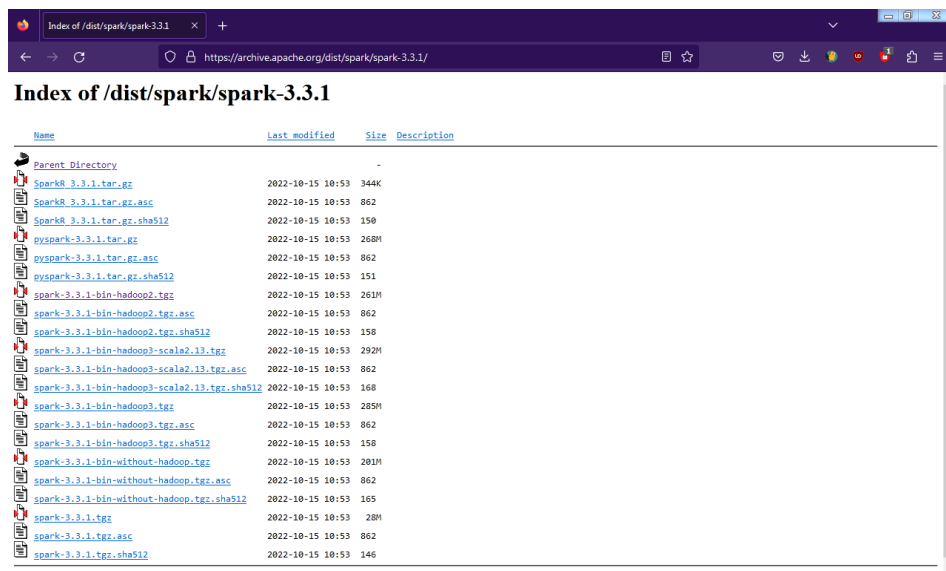 Index of /dist/spark/spark-3.3.1
https://archive.apache.org/dist/spark/spark-3.3.1/
UD
1
Index of /dist/spark/spark-3.3.1
Name Last modified Size Description
Parent Directory -
SparkR_3.3.1.tar.gz 2022-10-15 10:53 344K
SparkR_3.3.1.tar.gz.asc 2022-10-15 10:53 862
SparkR_3.3.1.tar.gz.sha512 2022-10-15 10:53 150
pyspark-3.3.1.tar.gz 2022-10-15 10:53 268M
pyspark-3.3.1.tar.gz.asc 2022-10-15 10:53 862
pyspark-3.3.1.tar.gz.sha512 2022-10-15 10:53 151
spark-3.3.1-bin-hadoop2.tgz 2022-10-15 10:53 261M
spark-3.3.1-bin-hadoop2.tgz.asc 2022-10-15 10:53 862
spark-3.3.1-bin-hadoop2.tgz.sha512 2022-10-15 10:53 158
spark-3.3.1-bin-hadoop3-scala2.13.tgz 2022-10-15 10:53 292M
spark-3.3.1-bin-hadoop3-scala2.13.tgz.asc 2022-10-15 10:53 862
spark-3.3.1-bin-hadoop3-scala2.13.tgz.sha512 2022-10-15 10:53 168
spark-3.3.1-bin-hadoop3.tgz 2022-10-15 10:53 285M
spark-3.3.1-bin-hadoop3.tgz.asc 2022-10-15 10:53 862
spark-3.3.1-bin-hadoop3.tgz.sha512 2022-10-15 10:53 158
spark-3.3.1-bin-without-hadoop.tgz 2022-10-15 10:53 201M
spark-3.3.1-bin-without-hadoop.tgz.asc 2022-10-15 10:53 862
spark-3.3.1-bin-without-hadoop.tgz.sha512 2022-10-15 10:53 165
spark-3.3.1.tgz 2022-10-15 10:53 28M
spark-3.3.1.tgz.asc 2022-10-15 10:53 862
spark-3.3.1.tgz.sha512 2022-10-15 10:53 146